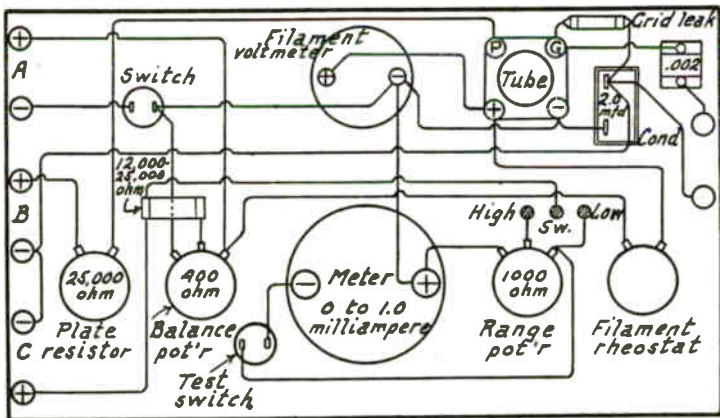 Grid leak
Filament
voltmeter
P
G
.002
A
+
Switch
+
-
Tube
2.0
mfd
-
+
-
Cond
12,000-
25,000
ohm
+
B
High
Sw.
Low
-
25,000
ohm
400
ohm
-
Meter
+
1000
ohm
0 to 1.0
milliampere
-
Plate
resistor
Balance
pot'r
Range
pot'r
Filament
rheostat
C
Test
switch
+